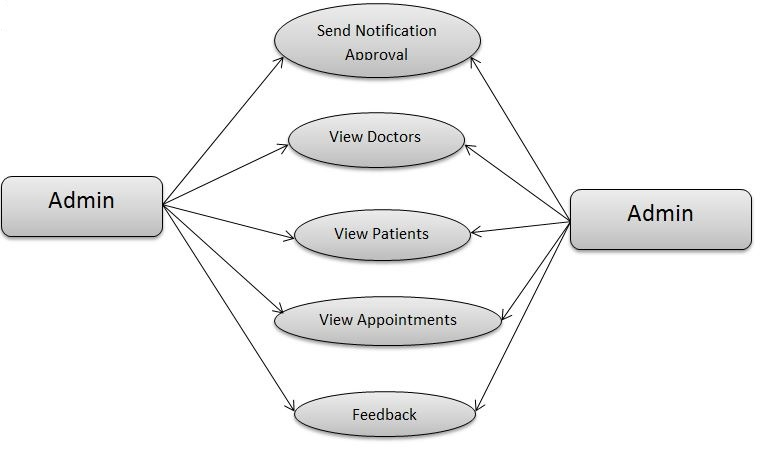 Send Notification
Approval
View Doctors
Admin
Admin
View Patients
View Appointments
Feedback